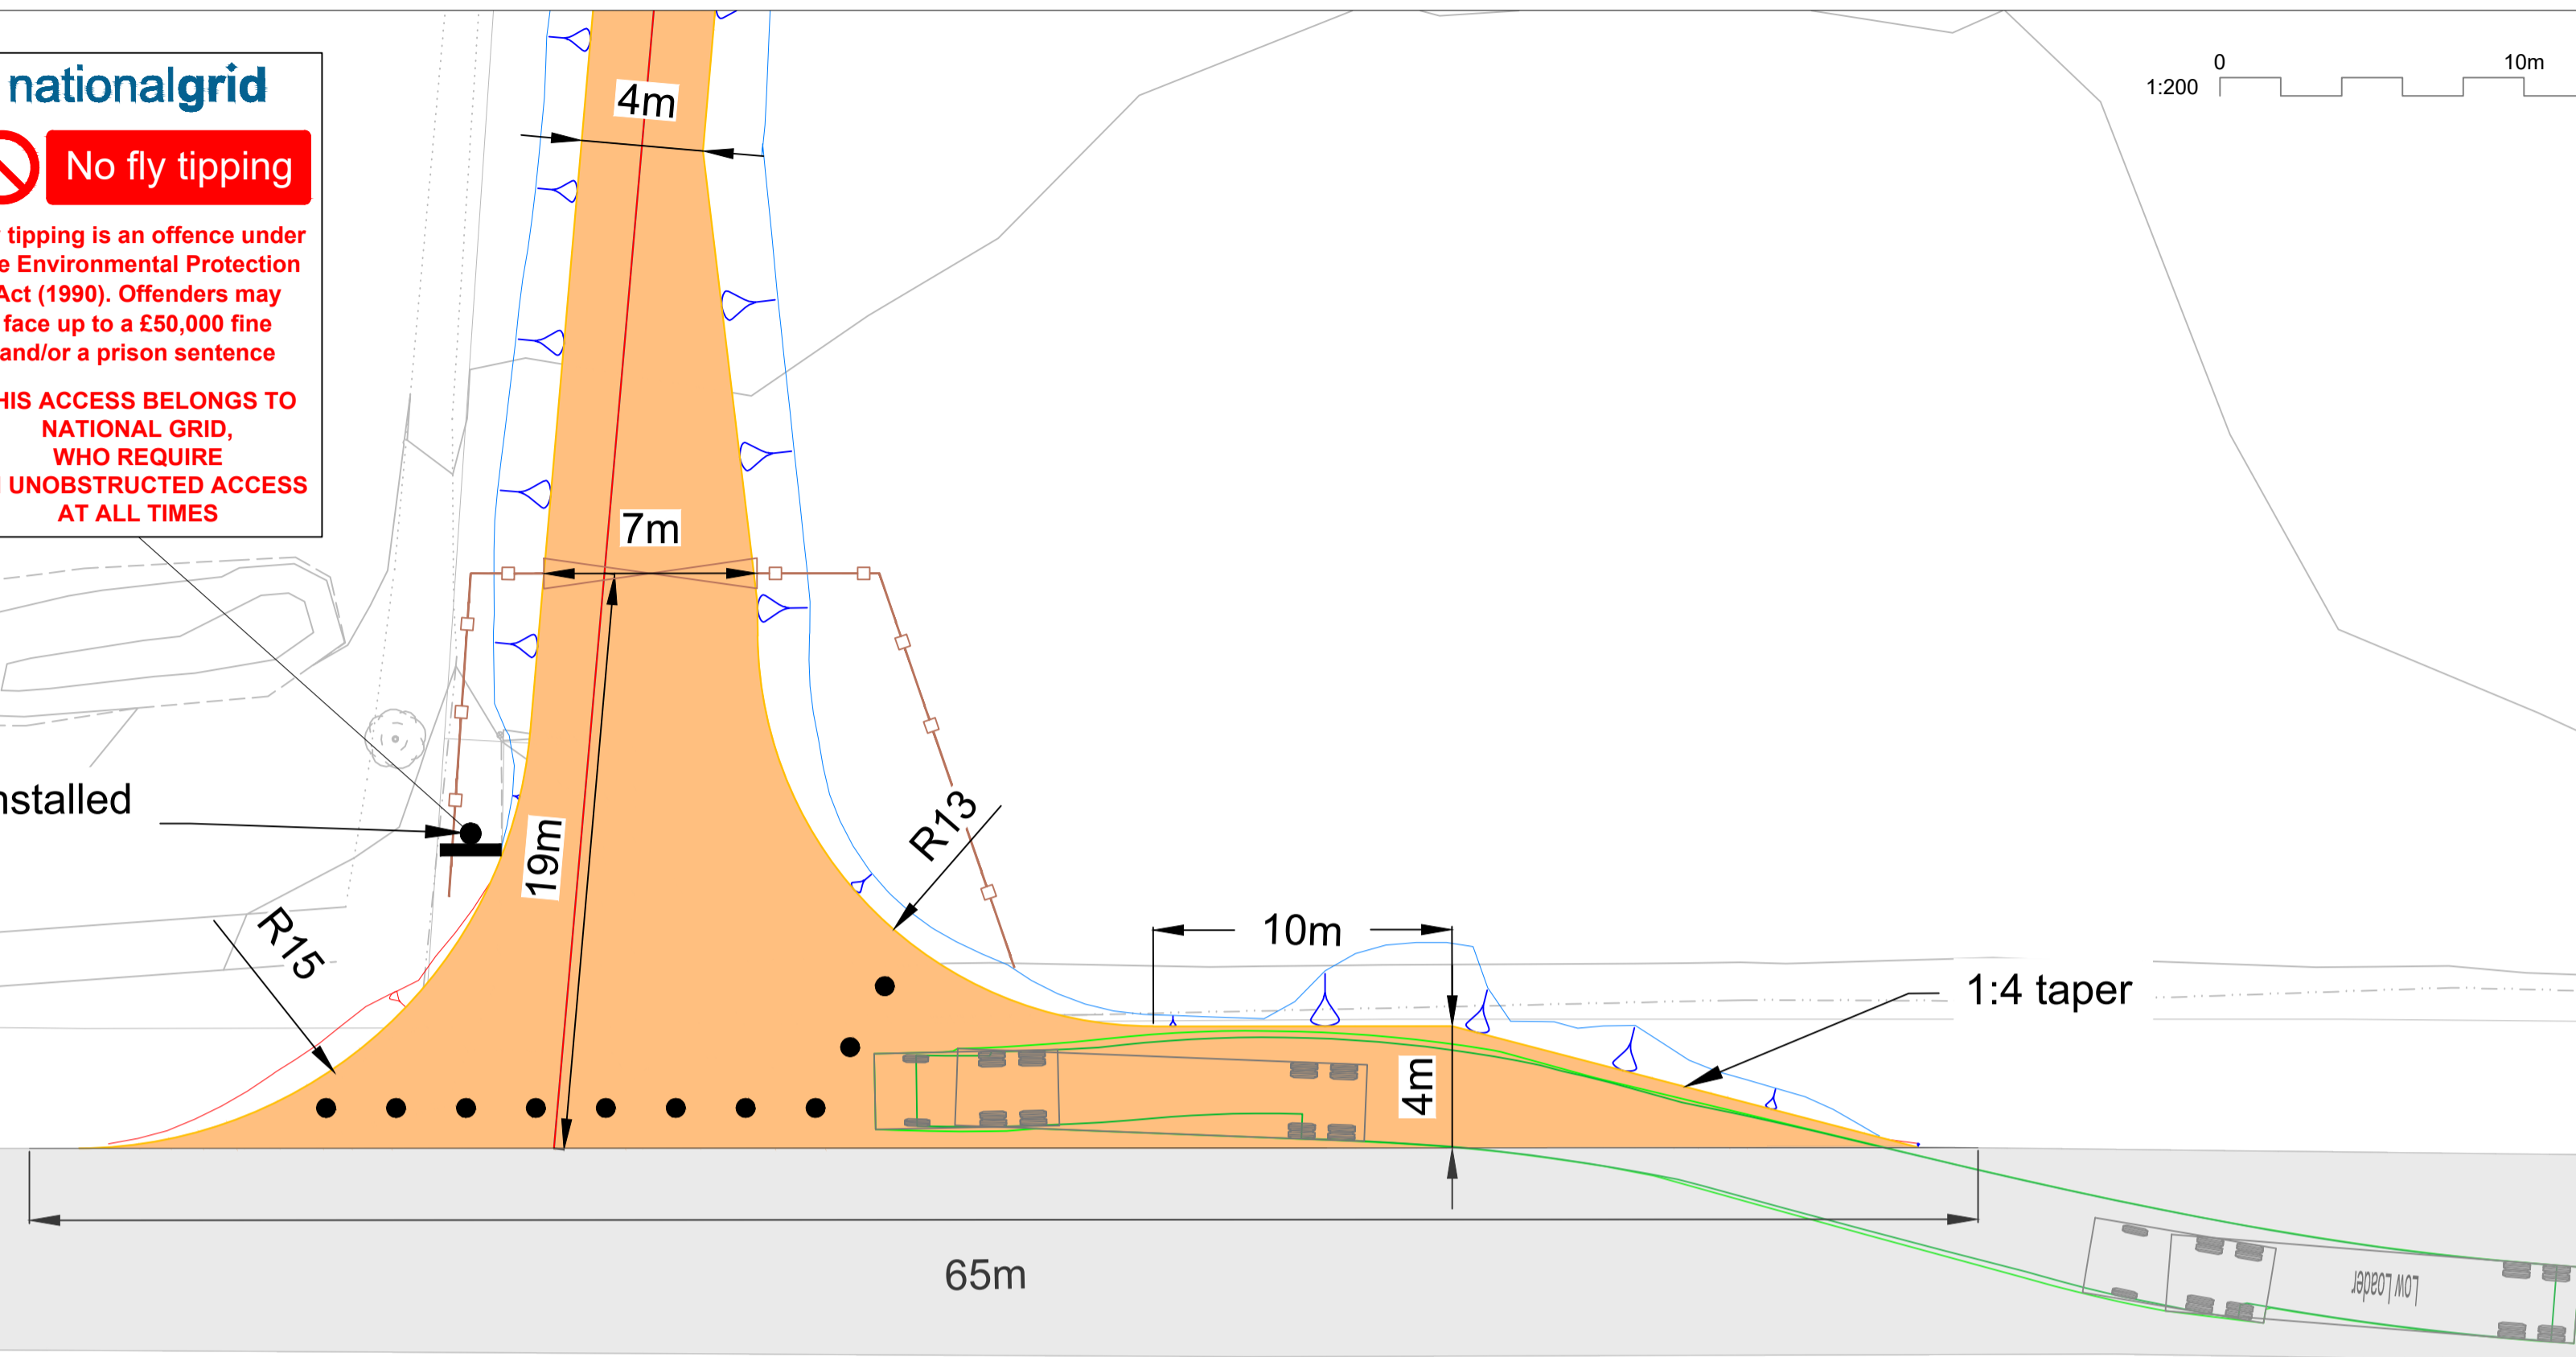 nationalgrid
No fly tipping
tipping is an offence under
e Environmental Protection
Act (1990). Offenders may
face up to a £50,000 fine
and/or a prison sentence
HIS ACCESS BELONGS TO
NATIONAL GRID,
WHO REQUIRE
UNOBSTRUCTED ACCESS
AT ALL TIMES
0 10m
1:200
4m
7m
nstalled
19m
R13
R15
10m
1:4 taper
4m
65m
Low Loader